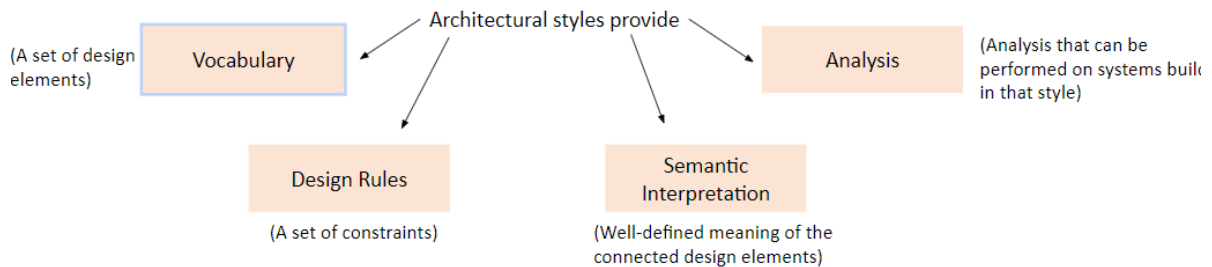 Architectural styles provide
(A set of design
elements)
Vocabulary
Analysis
(Analysis that can be
performed on systems
in that style)
Design Rules
(A set of constraints)
Semantic
Interpretation
(Well-defined meaning of the
connected design elements)